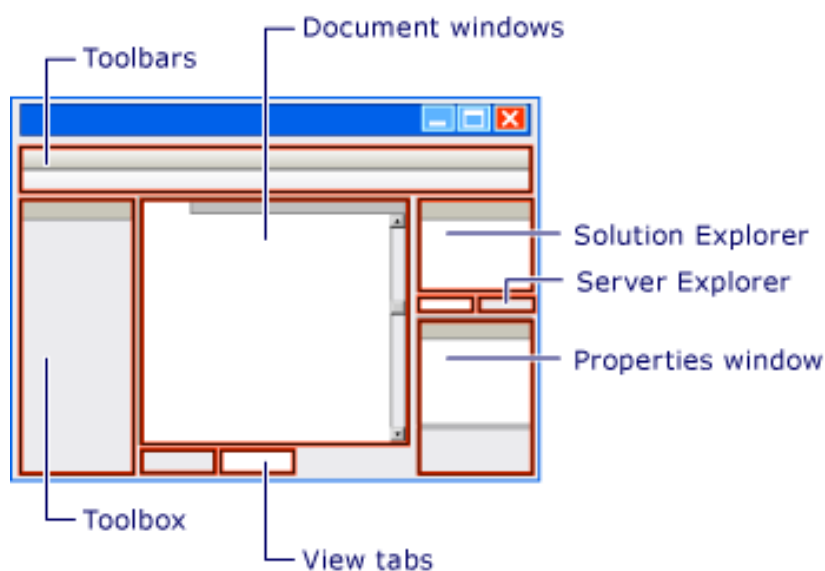 Document windows
Toolbars
Solution Explorer
Server Explorer
Properties window
Toolbox
View tabs